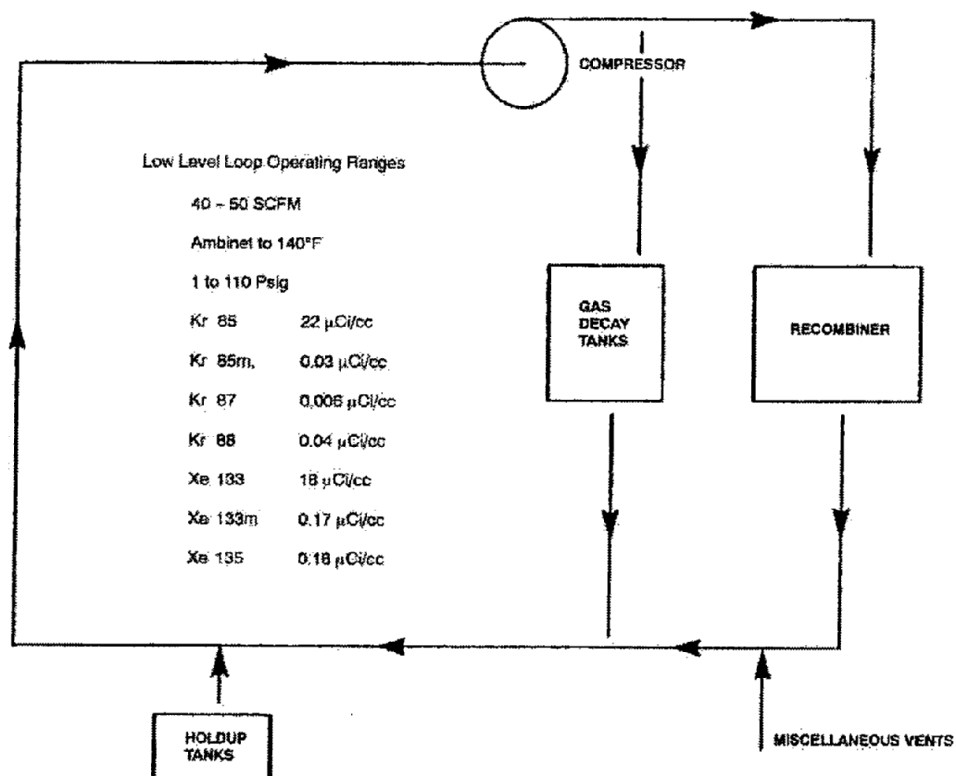 COMPRESSOR
Low Level Loop Operating Ranges
40 – 50 SCFM
Ambinet to 140°F
1 to 110 Psig
Kr 85 22 µCi/cc
Kr 85m, 0.03 µCi/cc
Kr 87 0.006 µCi/cc
Kr 88 0.04 µCi/cc
Xe 133 18 µCi/cc
Xe 133m 0.17 µCi/cc
Xe 135 0.18 µCi/cc
GAS
DECAY
TANKS
RECOMBINER
HOLDUP
TANKS
MISCELLANEOUS VENTS